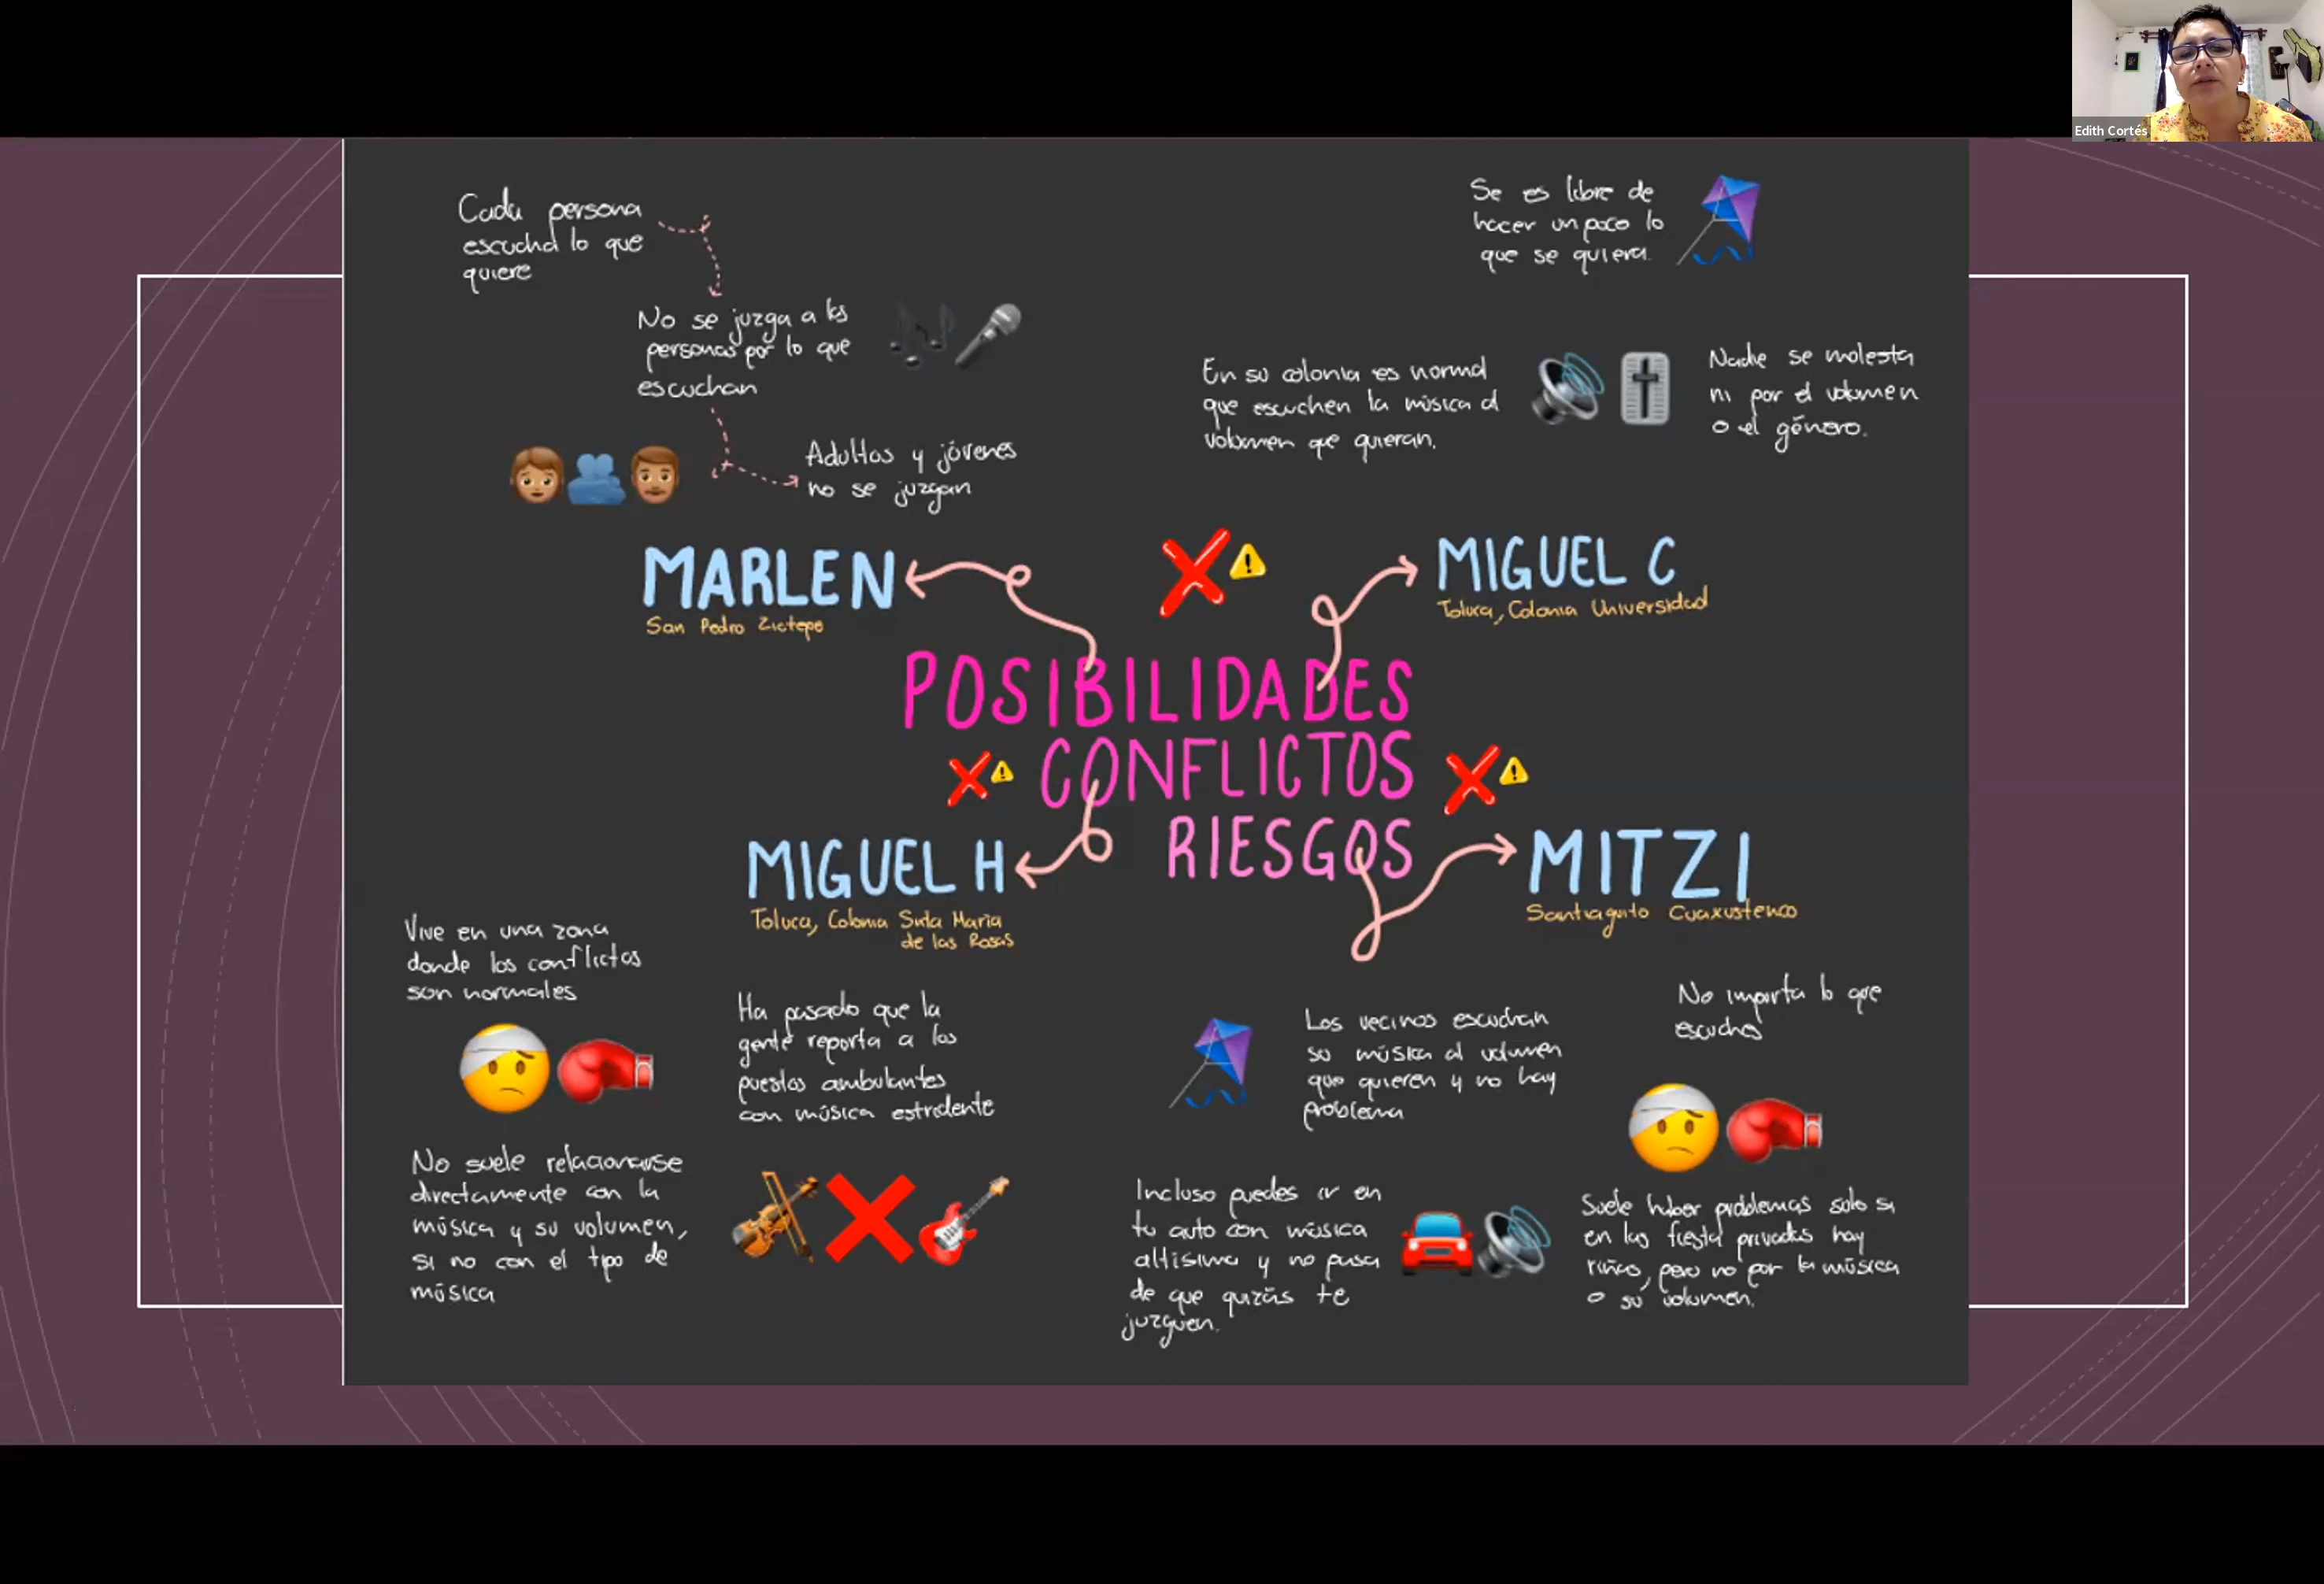 Edith Cortés
Cada persona
escucha lo que
quiere
No se juzga a los
personas por lo que
escuchan
Adultos y jóvenes
no se juzgan
MARLEN
San Pedro Zictepec
Se es libre de
hacer un poco lo
que se quiera.
En su colonia es normal
que escuchen la música al
volumen que quieran.
Nadie se molesta
ni por el volumen
o el género.
MIGUEL C
Toluca, Colonia Universidad
POSIBILIDADES
CONFLICTOS
RIESGOS
MIGUEL H
Toluca, Colonia Santa María
de las Rosas
Vive en una zona
donde los conflictos
son normales
Ha pasado que la
gente reporta a los
puestos ambulantes
con música estridente
No suele relacionarse
directamente con la
música y su volumen,
si no con el tipo de
música
MITZI
Santiaguito Cuaxustenco
No importa lo que
escuches
Los vecinos escuchan
su música al volumen
que quieren y no hay
problema
Incluso puedes ir en
tu auto con música
altísima y no pasa
de que quizás te
juzguen.
Suele haber problemas solo si
en las fiesta privadas hay
riñas, pero no por la música
o su volumen.